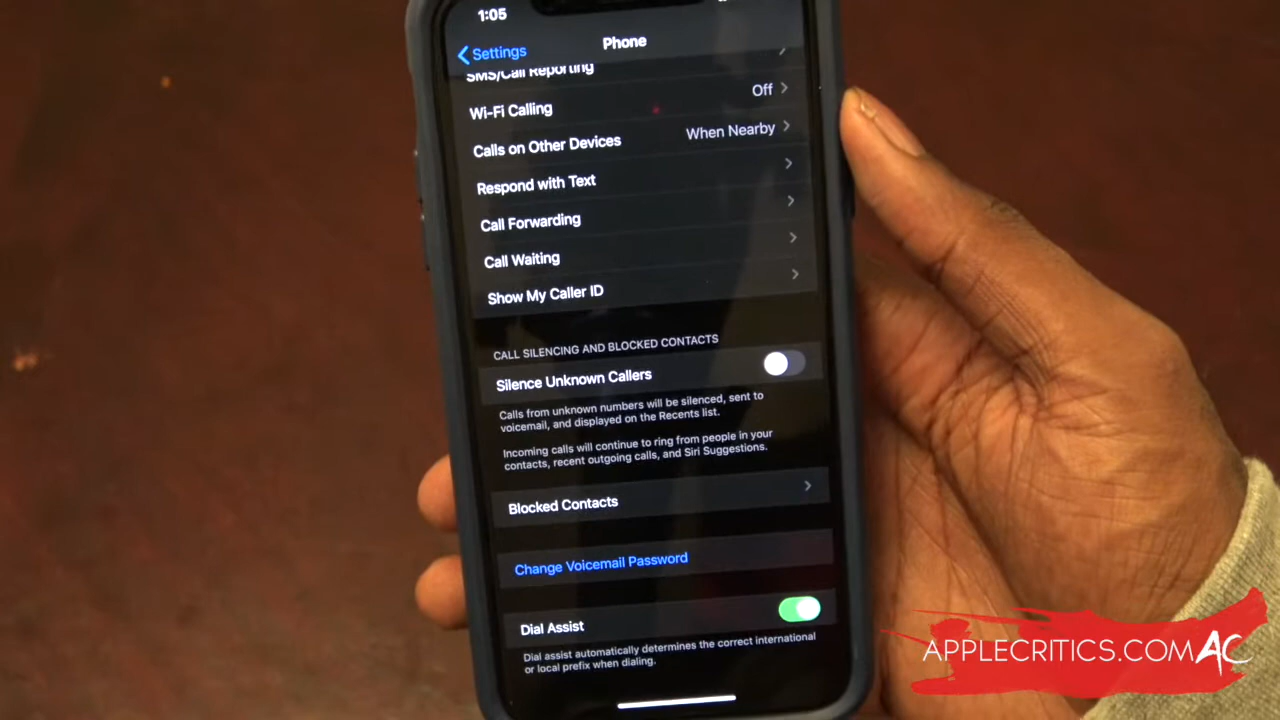 1:05
Settings
Phone
SMS/Call Reporting
Wi-Fi Calling
Off
Calls on Other Devices
When Nearby
Respond with Text
Call Forwarding
Call Waiting
Show My Caller ID
CALL SILENCING AND BLOCKED CONTACTS
Silence Unknown Callers
Calls from unknown numbers will be silenced, sent to
voicemail, and displayed on the Recents list.
Incoming calls will continue to ring from people in your
contacts, recent outgoing calls, and Siri Suggestions.
Blocked Contacts
Change Voicemail Password
Dial Assist
Dial assist automatically determines the correct international
or local prefix when dialing.
APPLECRITICS.COM AC